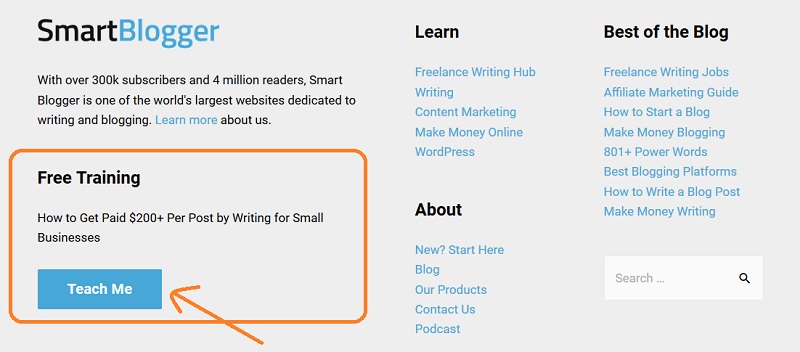 SmartBlogger
With over 300k subscribers and 4 million readers, Smart
Blogger is one of the world's largest websites dedicated to
writing and blogging. Learn more about us.
Free Training
How to Get Paid $200+ Per Post by Writing for Small
Businesses
Teach Me
Learn
Freelance Writing Hub
Writing
Content Marketing
Make Money Online
WordPress
About
New? Start Here
Blog
Our Products
Contact Us
Podcast
Best of the Blog
Freelance Writing Jobs
Affiliate Marketing Guide
How to Start a Blog
Make Money Blogging
801+ Power Words
Best Blogging Platforms
How to Write a Blog Post
Make Money Writing
Search ...